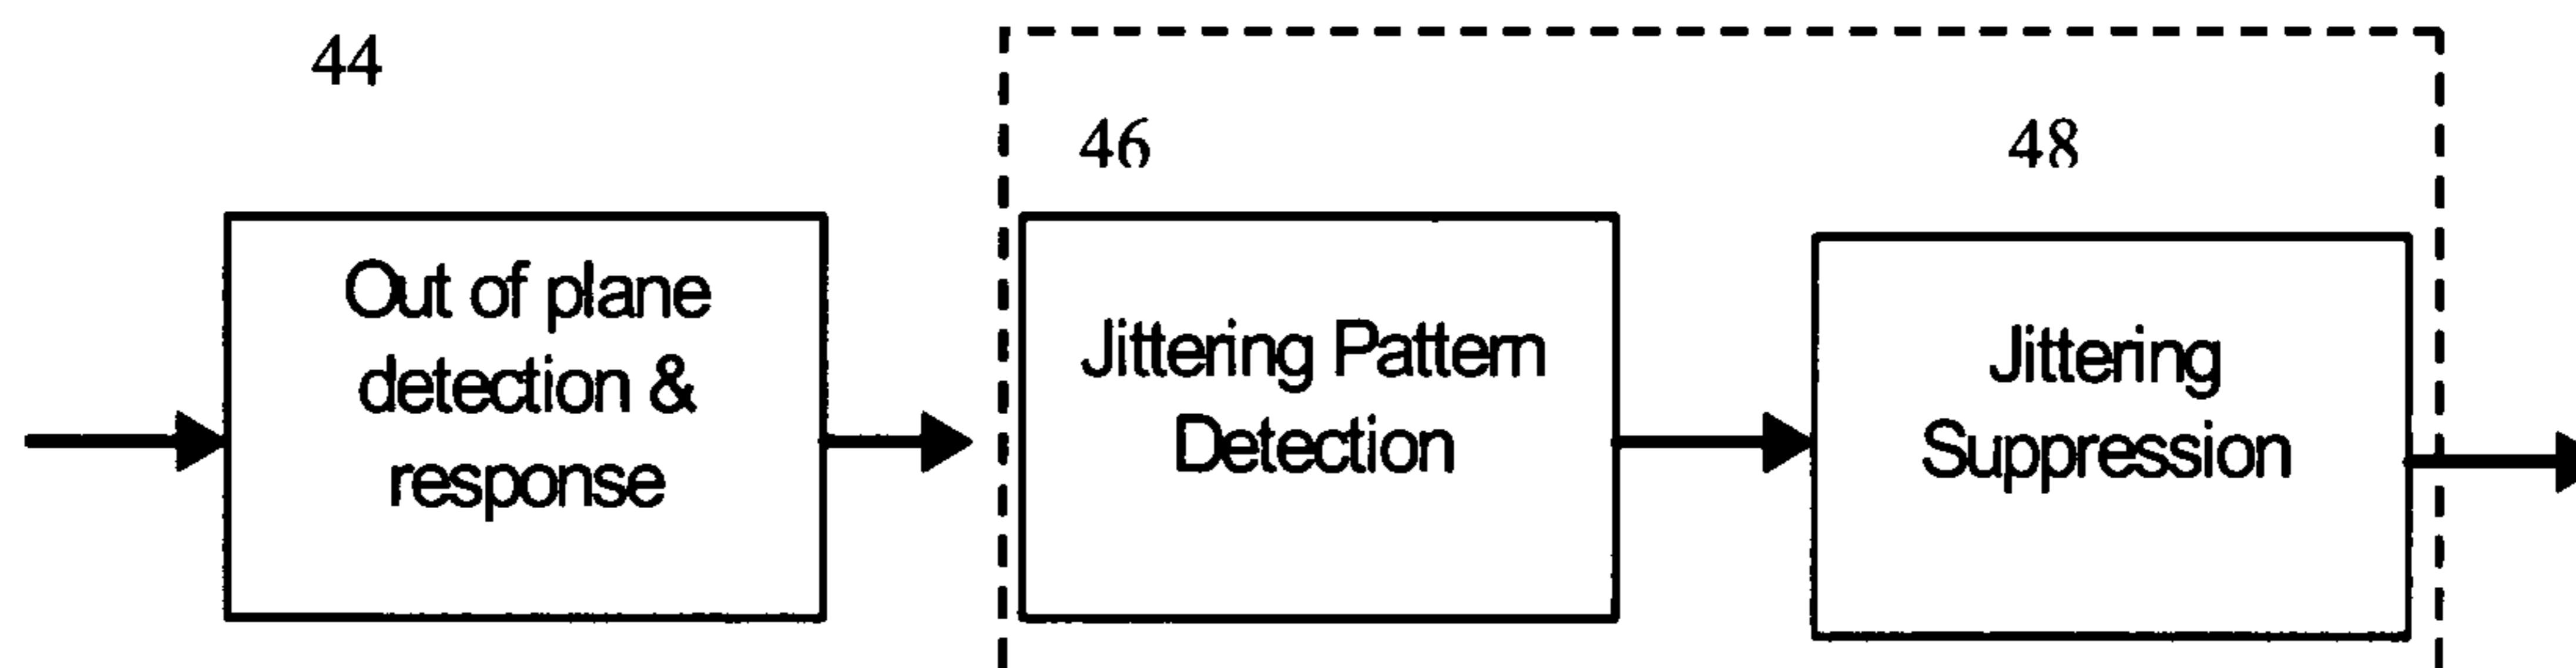 44
46
48
Out of plane
detection &
response
Jittering Pattern
Detection
Jittering
Suppression